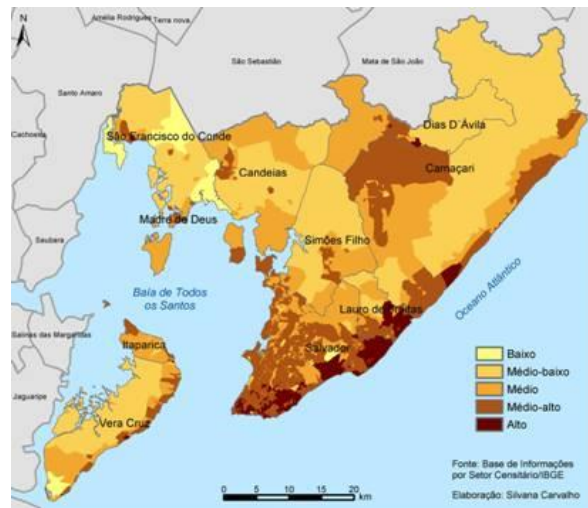 N
Amélia Rodrigues
Terra nova
São Sebastião
Mata de São João
Santo Amaro
Cachoeira
São Francisco do Conde
Dias D´Ávila
Candeias
Camaçari
Madre de Deus
Saubara
Simões Filho
Baía de Todos
os Santos
Oceano Atlântico
Lauro de Freitas
Salinas das Margaridas
Itaparica
Salvador
Jaguaripe
Vera Cruz
Baixo
Médio-baixo
Médio
Médio-alto
Alto
Fonte: Base de Informações
por Setor Censitário/IBGE
Elaboração: Silvana Carvalho
0 5 10 20
km